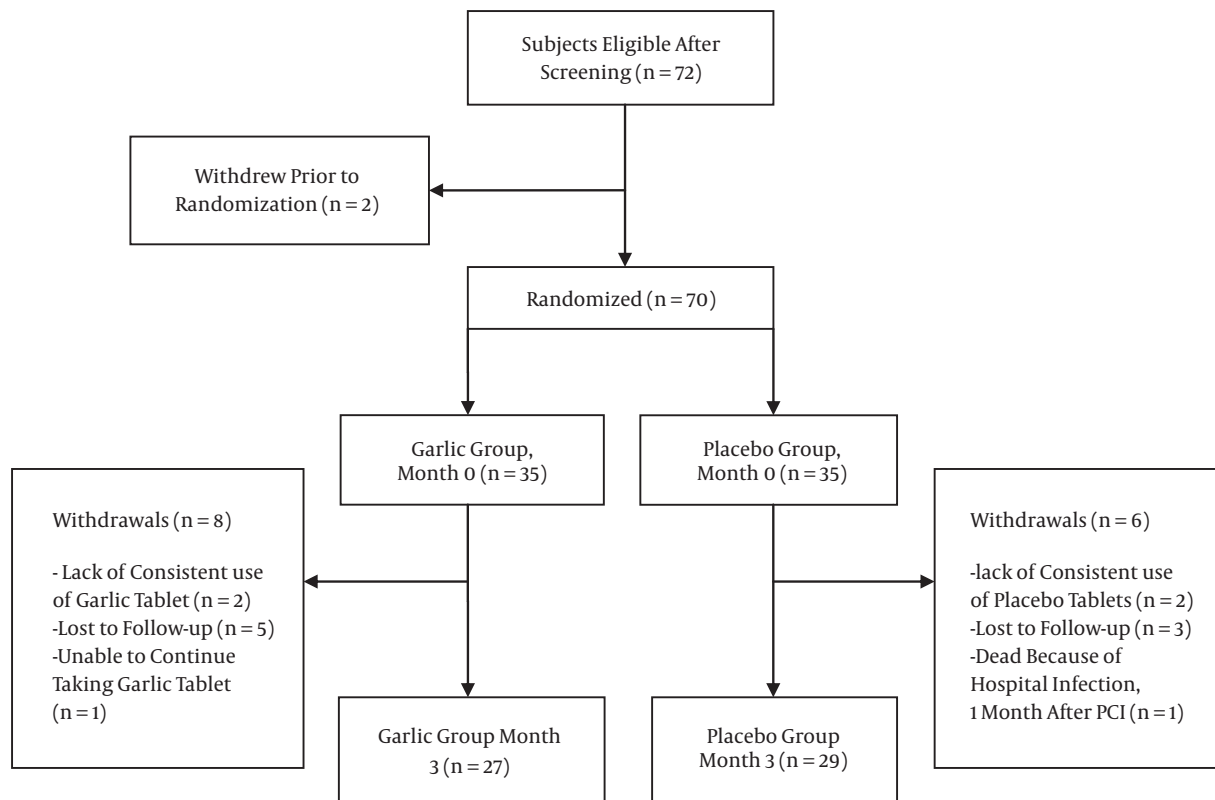 Subjects Eligible After
Screening (n = 72)
Withdrew Prior to
Randomization (n = 2)
Randomized (n = 70)
Garlic Group,
Month 0 (n = 35)
Placebo Group,
Month 0 (n = 35)
Withdrawals (n = 8)
- Lack of Consistent use
of Garlic Tablet (n = 2)
-Lost to Follow-up (n = 5)
-Unable to Continue
Taking Garlic Tablet
(n = 1)
Withdrawals (n = 6)
-lack of Consistent use
of Placebo Tablets (n = 2)
-Lost to Follow-up (n = 3)
-Dead Because of
Hospital Infection,
1 Month After PCI (n = 1)
Garlic Group Month
3 (n = 27)
Placebo Group
Month 3 (n = 29)